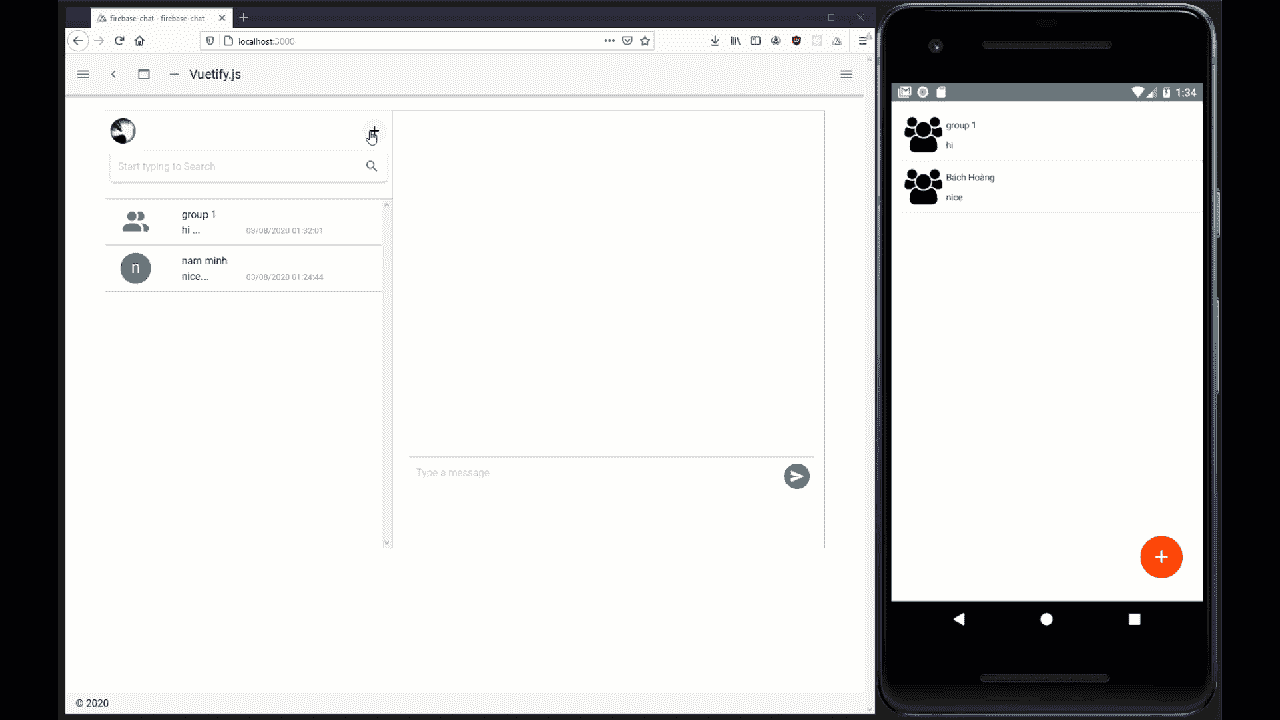 firebase-chat - firebase-chat
localhost:3000
Vuetify.js
Start typing to Search
group 1
hi ...
03/08/2020 01:32:01
nam minh
n
nice...
03/08/2020 01:24:44
Type a message
© 2020
1:34
group 1
hi
Bách Hoàng
nice